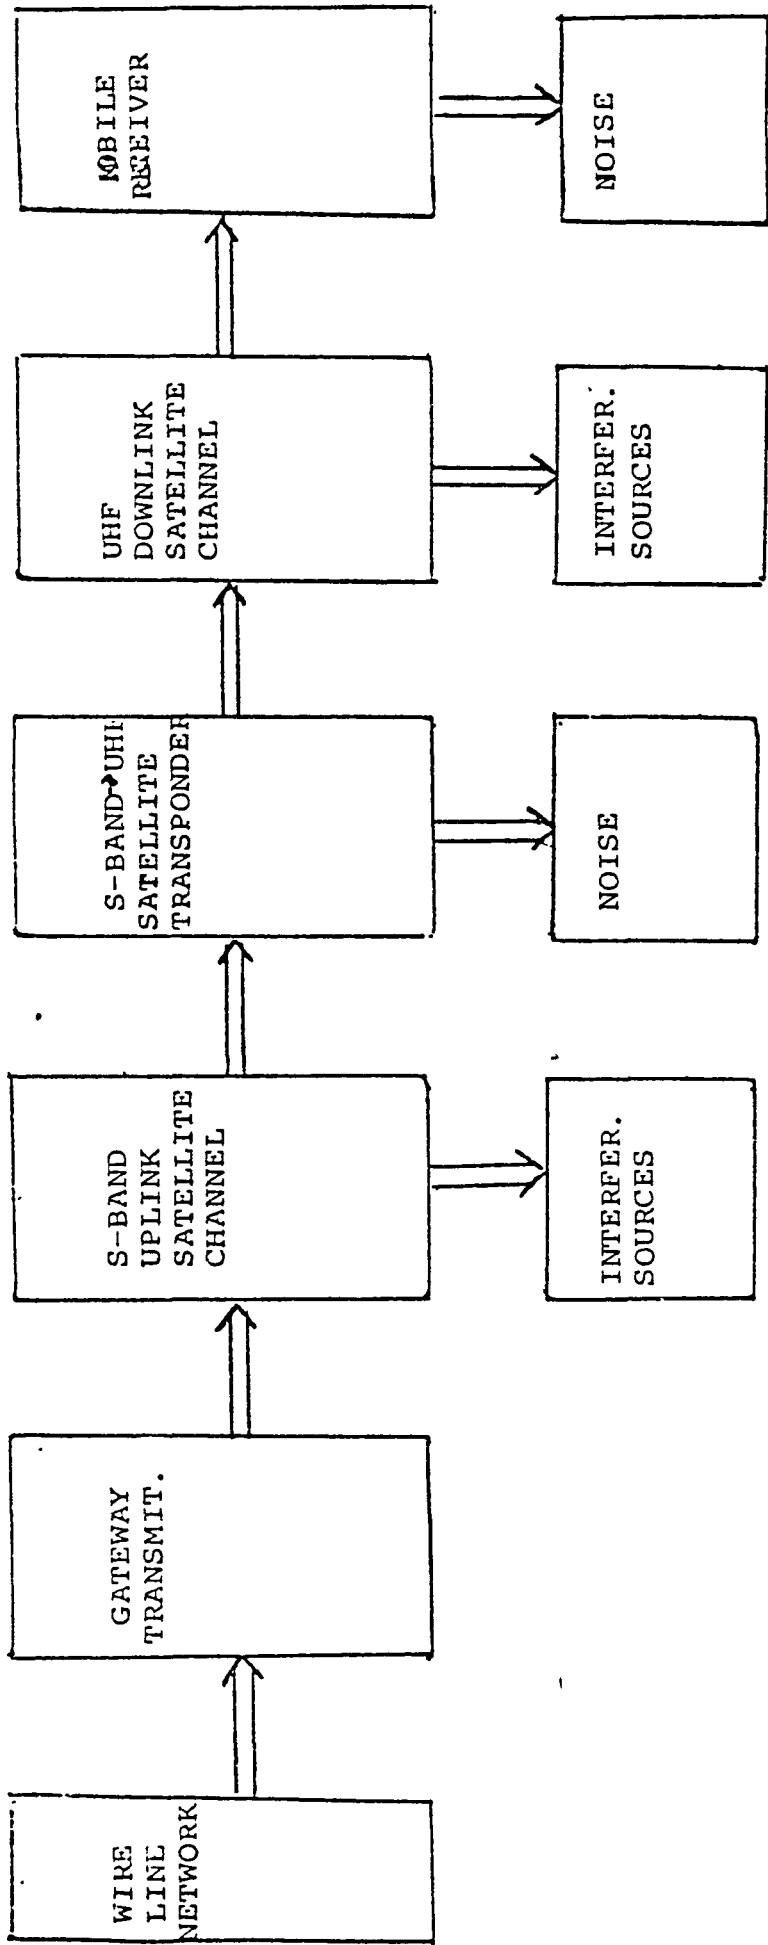 WIRE
LINE
NETWORK
GATEWAY
TRANSMIT.
S-BAND
UPLINK
SATELLITE
CHANNEL
S-BAND→UHF
SATELLITE
TRANSPONDER
UHF
DOWNLINK
SATELLITE
CHANNEL
MOBILE
RECEIVER
INTERFER.
SOURCES
NOISE
INTERFER.
SOURCES
NOISE